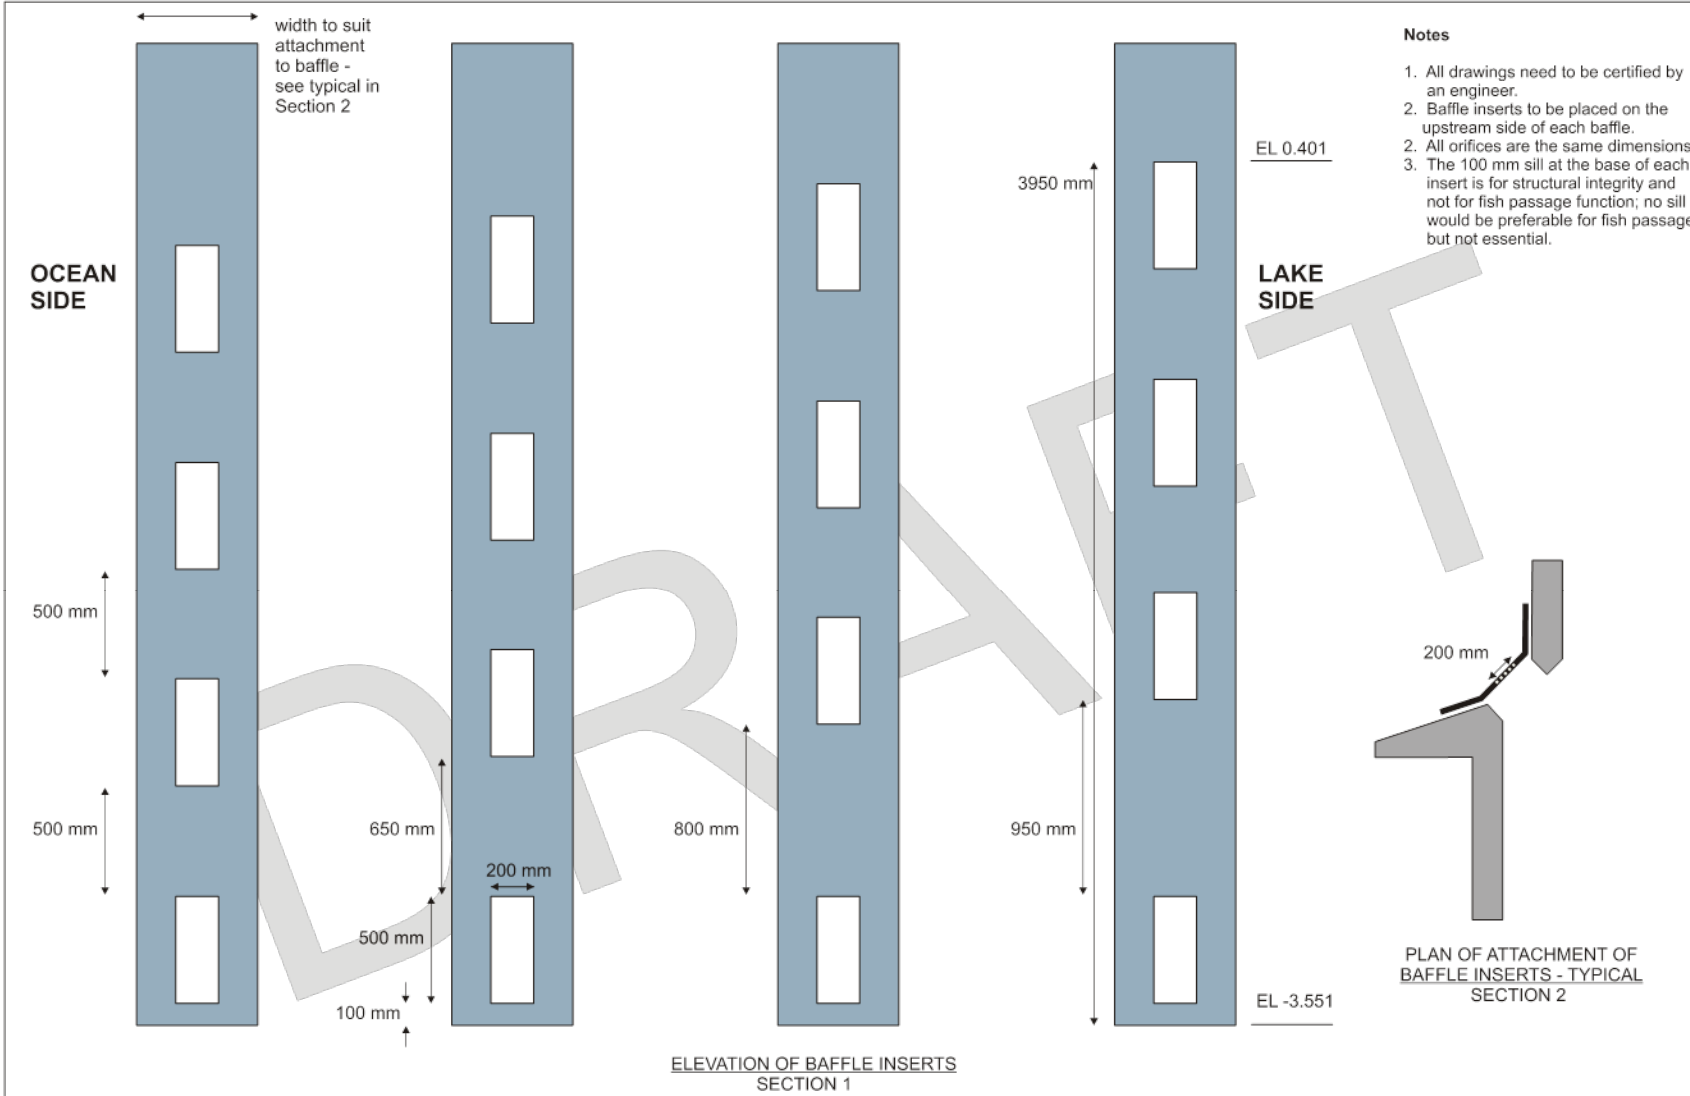 width to suit
attachment
to baffle -
see typical in
Section 2
Notes
1. All drawings need to be certified by
an engineer.
2. Baffle inserts to be placed on the
upstream side of each baffle.
2. All orifices are the same dimensions
3. The 100 mm sill at the base of each
insert is for structural integrity and
not for fish passage function; no sill
would be preferable for fish passage
but not essential.
EL 0.401
3950 mm
OCEAN
SIDE
LAKE
SIDE
500 mm
200 mm
500 mm
650 mm
800 mm
950 mm
200 mm
500 mm
100 mm
EL -3.551
PLAN OF ATTACHMENT OF
BAFFLE INSERTS - TYPICAL
SECTION 2
ELEVATION OF BAFFLE INSERTS
SECTION 1
DRAFT